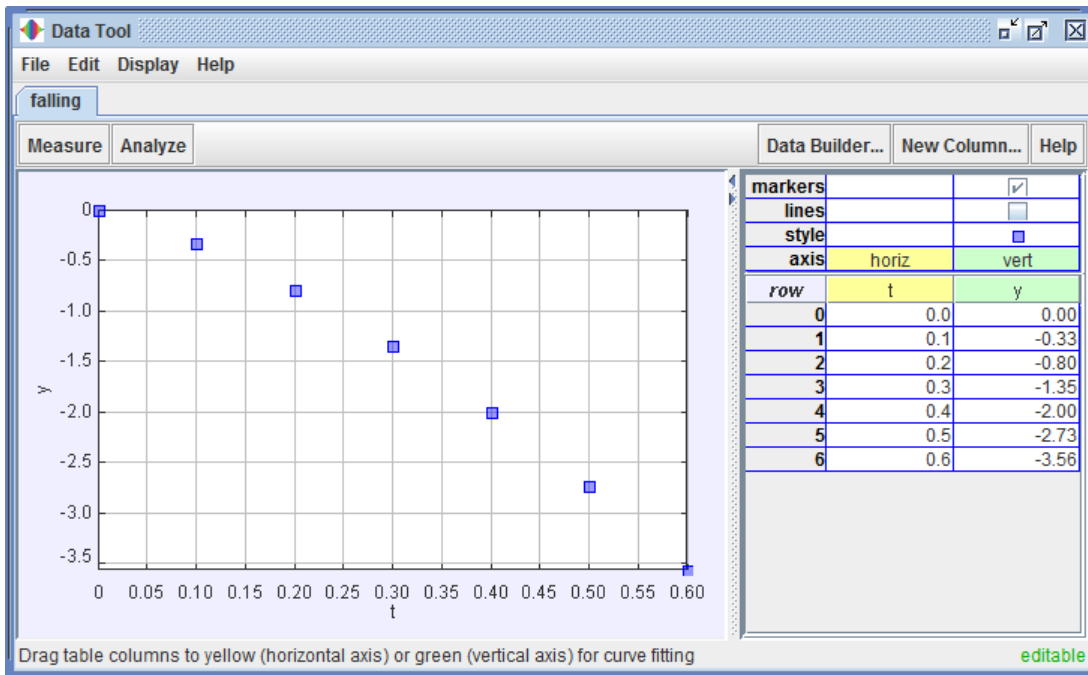 Data Tool
File Edit Display Help
falling
Measure Analyze Data Builder... New Column... Help
0
-0.5
-1.0
-1.5
y
-2.0
-2.5
-3.0
-3.5
0 0.05 0.10 0.15 0.20 0.25 0.30 0.35 0.40 0.45 0.50 0.55 0.60
t
markers
lines
style
axis horiz vert
row t y
0 0.0 0.00
1 0.1 -0.33
2 0.2 -0.80
3 0.3 -1.35
4 0.4 -2.00
5 0.5 -2.73
6 0.6 -3.56
Drag table columns to yellow (horizontal axis) or green (vertical axis) for curve fitting editable